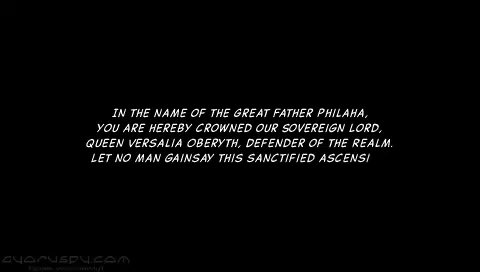 IN THE NAME OF THE GREAT FATHER PHILAHA,
YOU ARE HEREBY CROWNED OUR SOVEREIGN LORD,
QUEEN VERSALIA OBERYTH, DEFENDER OF THE REALM.
LET NO MAN GAINSAY THIS SANCTIFIED ASCENSI